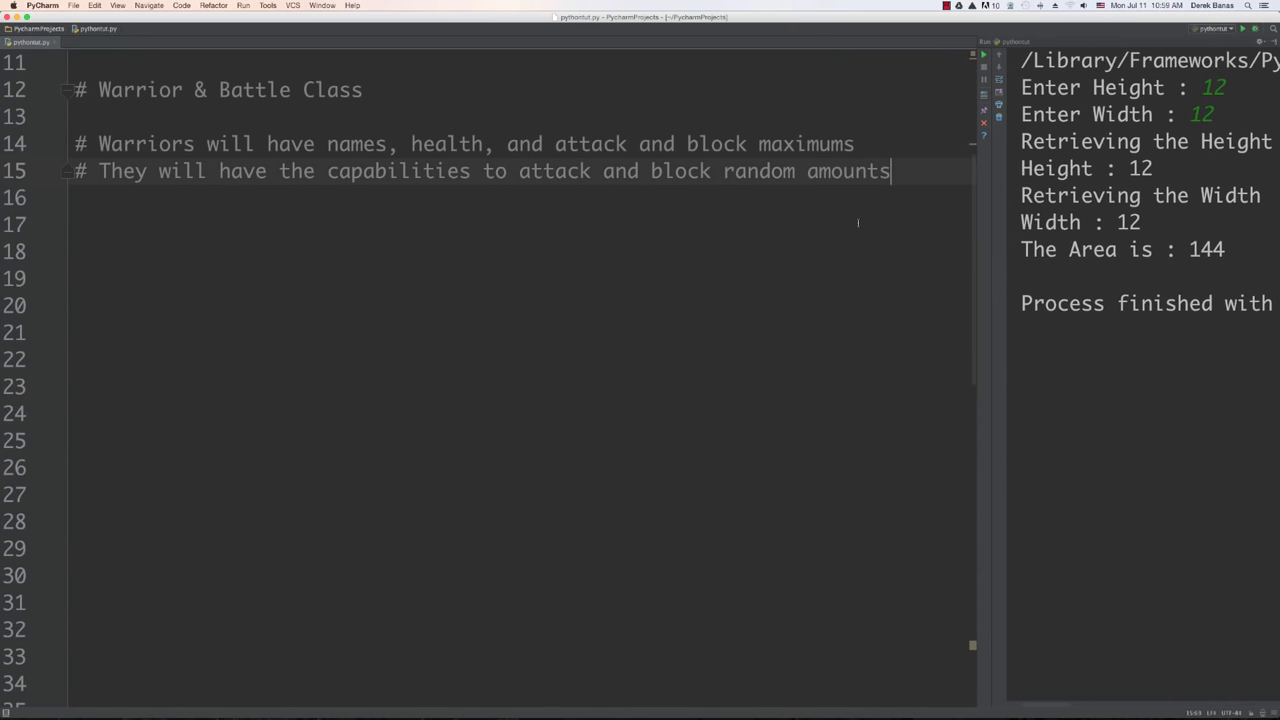 PyCharm File Edit View Navigate Code Refactor Run Tools VCS Window Help
10 Mon Jul 11 10:59 AM Derek Banas
pythontut.py - PyCharmProjects - [~/PycharmProjects]
PycharmProjects pythontut.py pythontut
pythontut.py
Run: pythontut
11
12 # Warrior & Battle Class
13
14 # Warriors will have names, health, and attack and block maximums
15 # They will have the capabilities to attack and block random amounts
16
17
18
19
20
21
22
23
24
25
26
27
28
29
30
31
32
33
34
/Library/Frameworks/Py
Enter Height : 12
Enter Width : 12
Retrieving the Height
Height : 12
Retrieving the Width
Width : 12
The Area is : 144
Process finished with
LF÷ UTF-8÷